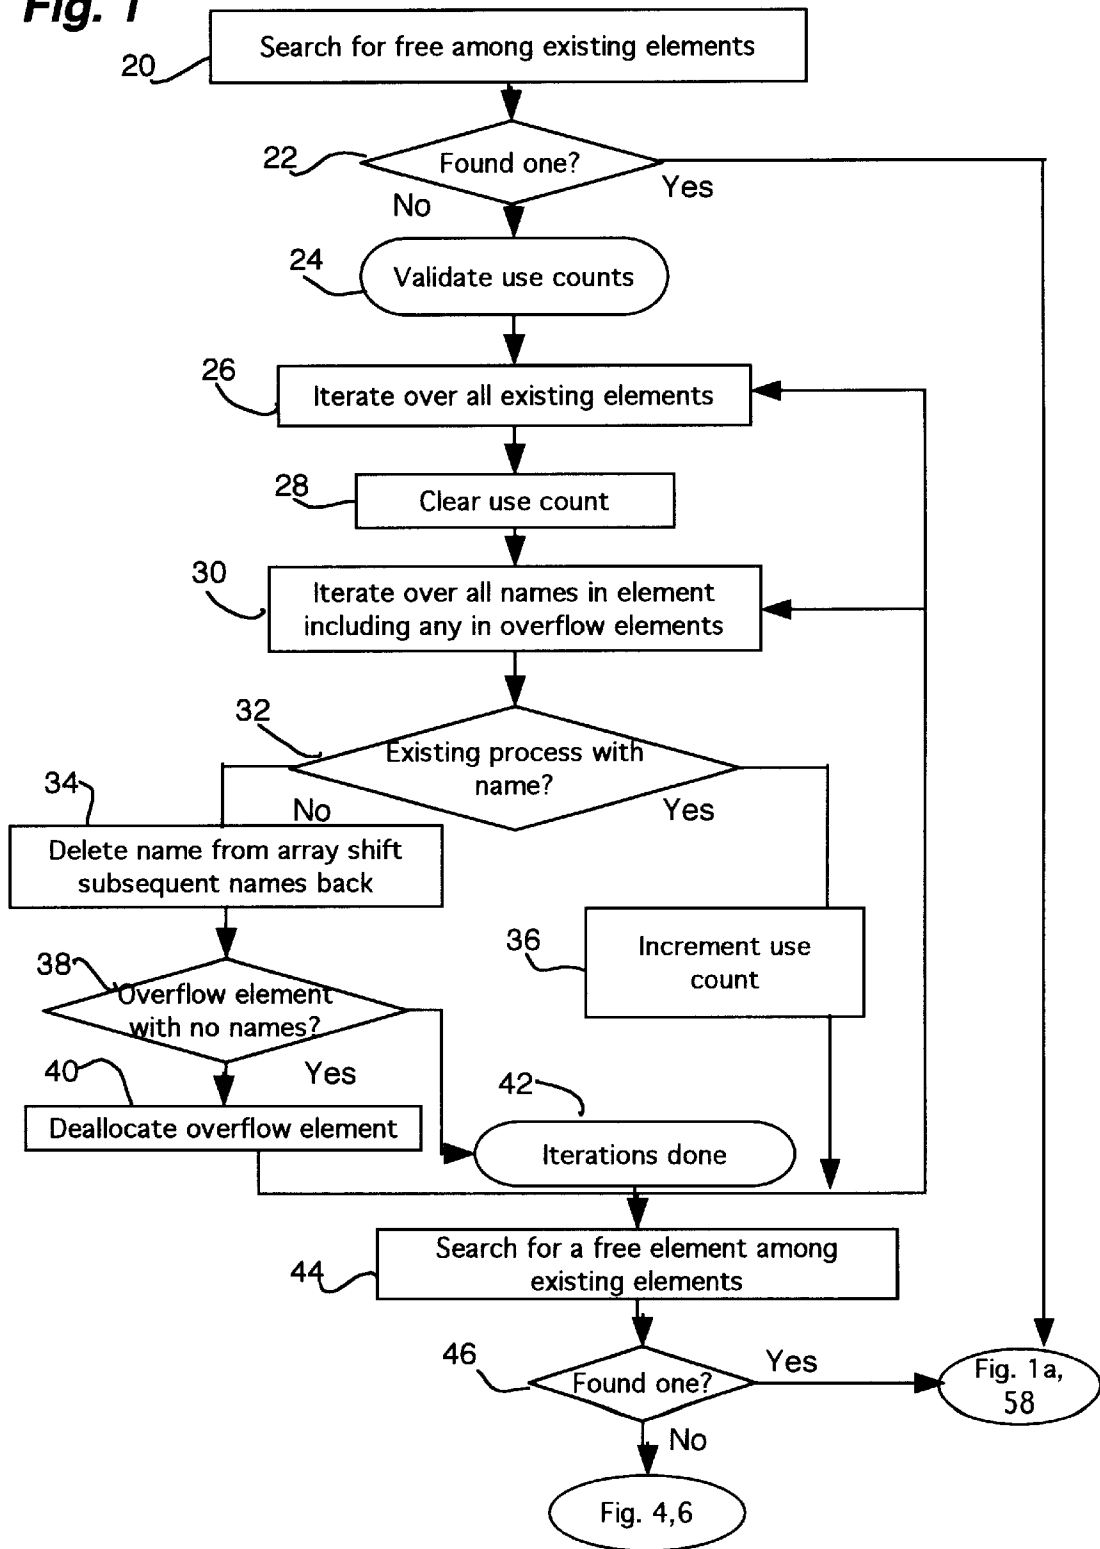 Fig. 1
Search for free among existing elements
20
22
Found one?
Yes
No
24
Validate use counts
26
Iterate over all existing elements
28
Clear use count
30
Iterate over all names in element
including any in overflow elements
32
Existing process with
name?
34
No
Yes
Delete name from array shift
subsequent names back
36
Increment use
count
38
Overflow element
with no names?
40
Yes
42
Deallocate overflow element
Iterations done
44
Search for a free element among
existing elements
46
Found one?
Yes
Fig. 1a,
58
No
Fig. 4,6